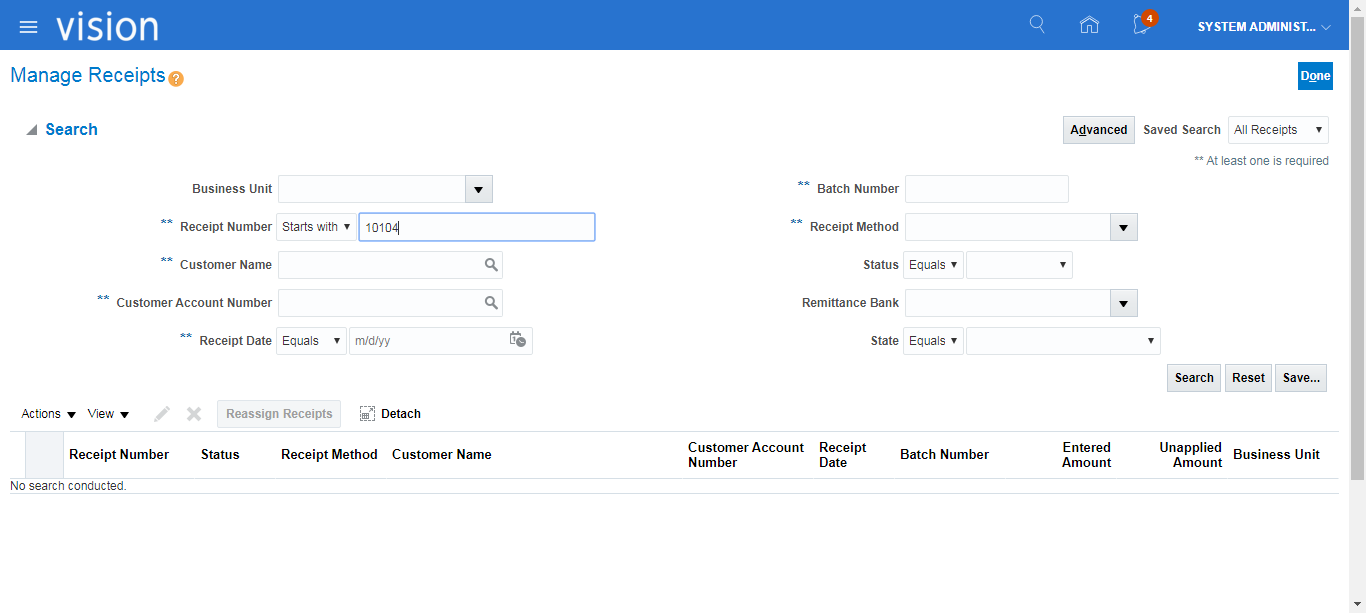 vision
4
SYSTEM ADMINIST...
Manage Receipts ?
Done
Search
Advanced Saved Search All Receipts
** At least one is required
Business Unit
** Batch Number
** Receipt Number Starts with 10104
** Receipt Method
** Customer Name
Status Equals
** Customer Account Number
Remittance Bank
** Receipt Date Equals m/d/yy
State Equals
Search Reset Save...
Actions View Reassign Receipts Detach
Receipt Number Status Receipt Method Customer Name Customer Account Number Receipt Date Batch Number Entered Amount Unapplied Amount Business Unit
No search conducted.